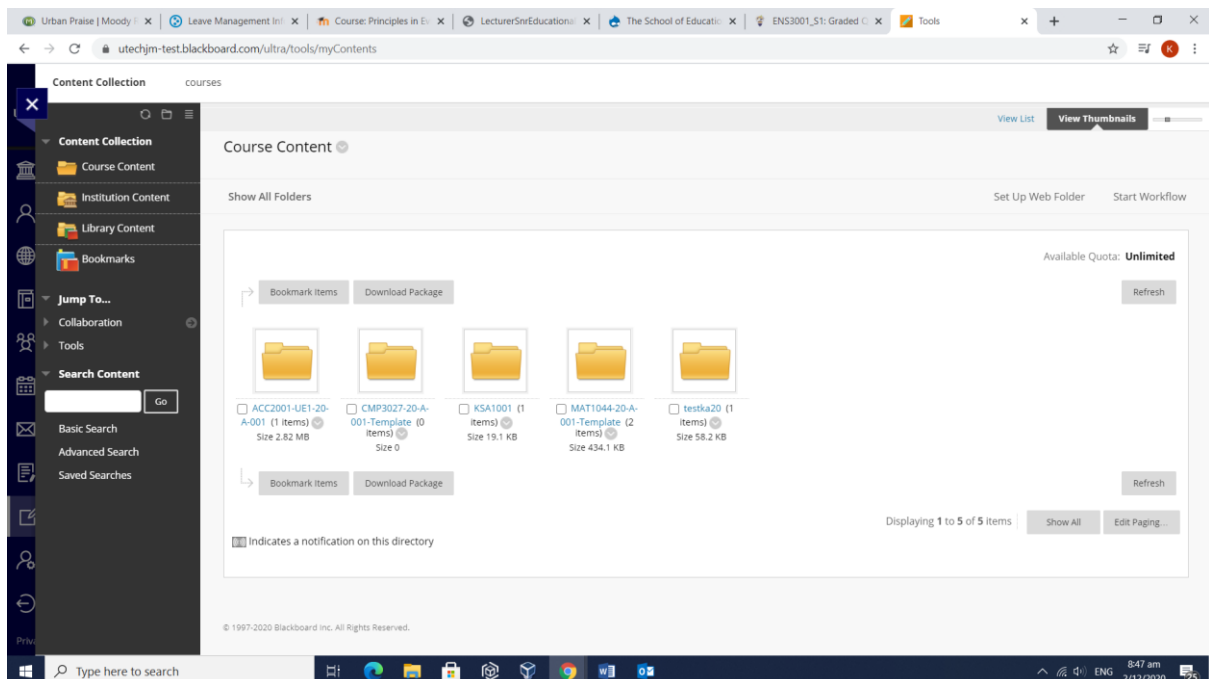 Urban Praise | Moody Leave Management Inf Course: Principles in Ev LecturerSnrEducational The School of Educatio ENS3001_S1: Graded Tools
utechjm-test.blackboard.com/ultra/tools/myContents K
Content Collection courses
View List View Thumbnails
Content Collection
Course Content
Institution Content
Library Content
Bookmarks
Jump To...
Collaboration
Tools
Search Content
Go
Basic Search
Advanced Search
Saved Searches
Priva
Course Content
Show All Folders Set Up Web Folder Start Workflow
Available Quota: Unlimited
Bookmark Items Download Package Refresh
ACC2001-UE1-20- CMP3027-20-A- KSA1001 (1 MAT1044-20-A- testka20 (1
A-001 (1 items) 001-Template (0 items) 001-Template (2 items)
Size 2.82 MB items) Size 19.1 KB items) Size 58.2 KB
Size 0 Size 434.1 KB
Bookmark Items Download Package Refresh
Displaying 1 to 5 of 5 items Show All Edit Paging...
Indicates a notification on this directory
© 1997-2020 Blackboard Inc. All Rights Reserved.
Type here to search ENG 8:47 am
2/12/2020 25